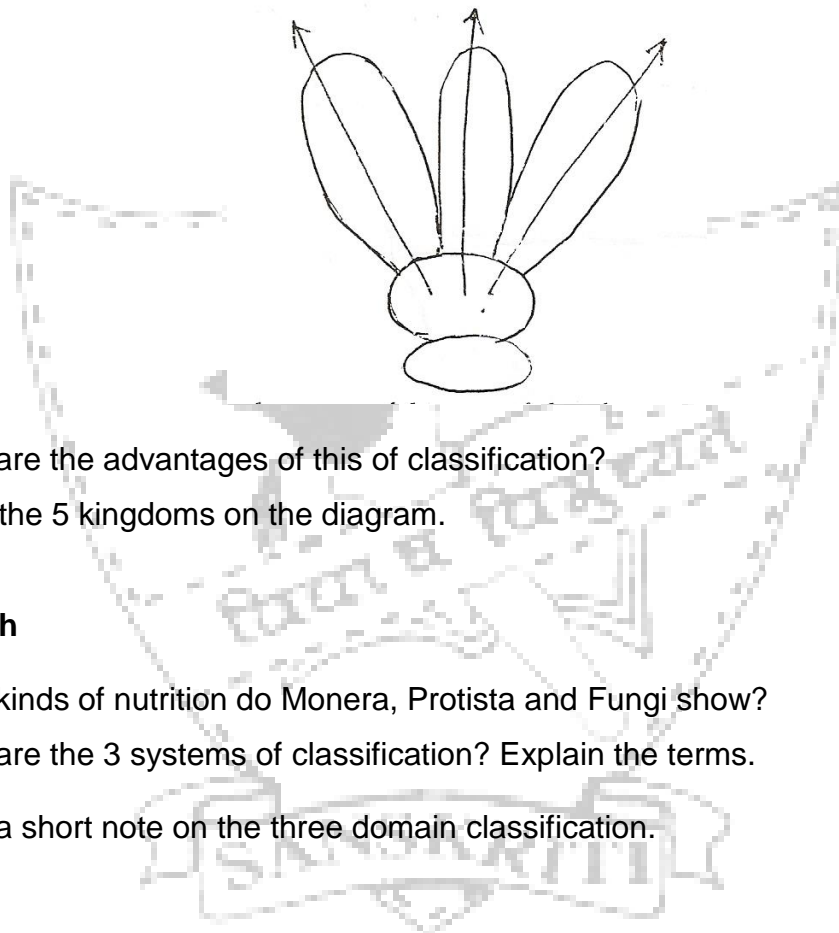 are the advantages of this of classification?
the 5 kingdoms on the diagram.
h
kinds of nutrition do Monera, Protista and Fungi show?
are the 3 systems of classification? Explain the terms.
a short note on the three domain classification.
SANSKRITI